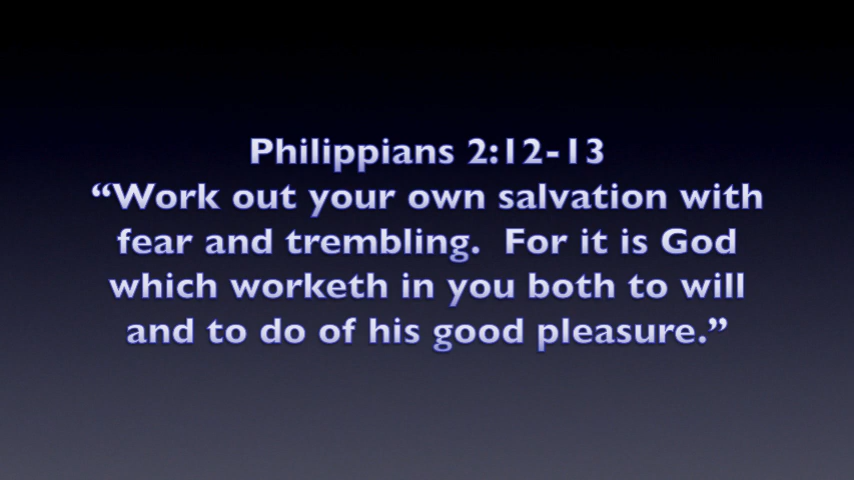 Philippians 2:12-13
“Work out your own salvation with
fear and trembling.  For it is God
which worketh in you both to will
and to do of his good pleasure.”